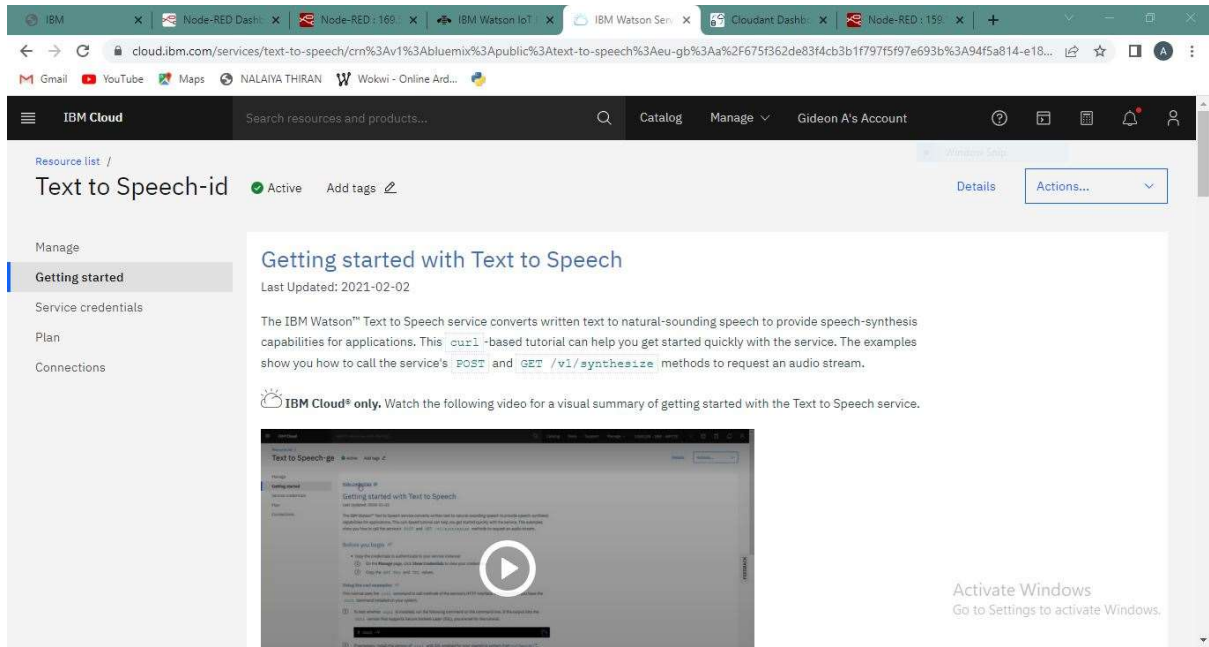 IBM
Node-RED Dash
Node-RED : 169.
IBM Watson IoT
IBM Watson Serv
Cloudant Dashbo
Node-RED : 159.
cloud.ibm.com/services/text-to-speech/crn%3Av1%3Abluemix%3Apublic%3Atext-to-speech%3Aeu-gb%3Aa%2F675f362de83f4cb3b1f797f5f97e693b%3A94f5a814-e18...
A
Gmail YouTube Maps NALAIYA THIRAN Wokwi - Online Ard...
IBM Cloud Search resources and products... Catalog Manage Gideon A's Account
Window Snip
Resource list /
Text to Speech-id Active Add tags Details Actions...
Manage
Getting started
Service credentials
Plan
Connections
Getting started with Text to Speech
Last Updated: 2021-02-02
The IBM Watson™ Text to Speech service converts written text to natural-sounding speech to provide speech-synthesis
capabilities for applications. This curl -based tutorial can help you get started quickly with the service. The examples
show you how to call the service's POST and GET /v1/synthesize methods to request an audio stream.
IBM Cloud® only. Watch the following video for a visual summary of getting started with the Text to Speech service.
Text to Speech-ge
Getting started with Text to Speech
Before you begin
Activate Windows
Go to Settings to activate Windows.